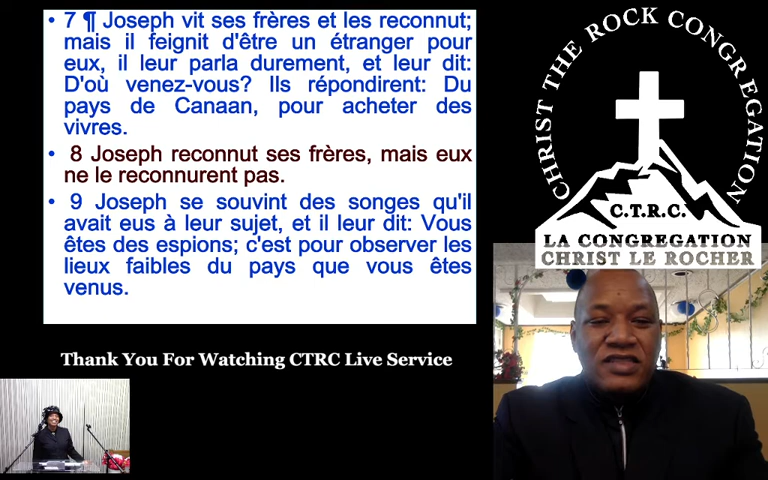 • 7 ¶ Joseph vit ses frères et les reconnut;
mais il feignit d'être un étranger pour
eux, il leur parla durement, et leur dit:
D'où venez-vous? Ils répondirent: Du
pays de Canaan, pour acheter des
vivres.
• 8 Joseph reconnut ses frères, mais eux
ne le reconnurent pas.
• 9 Joseph se souvint des songes qu'il
avait eus à leur sujet, et il leur dit: Vous
êtes des espions; c'est pour observer les
lieux faibles du pays que vous êtes
venus.
Thank You For Watching CTRC Live Service
CHRIST THE ROCK CONGREGATION
C.T.R.C.
LA CONGREGATION
CHRIST LE ROCHER